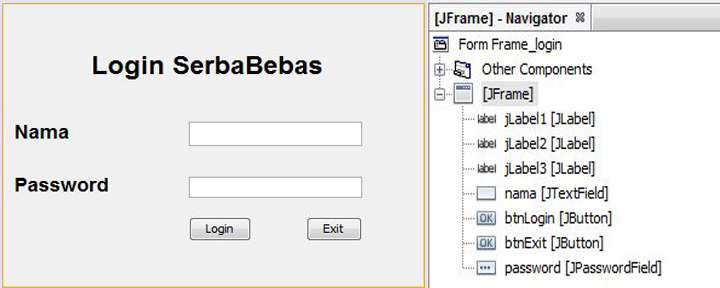 Login SerbaBebas
Nama
Password
Login Exit
[JFrame] - Navigator
Form Frame_login
Other Components
[JFrame]
label jLabel1 [JLabel]
label jLabel2 [JLabel]
label jLabel3 [JLabel]
nama [JTextField]
OK btnLogin [JButton]
OK btnExit [JButton]
password [JPasswordField]